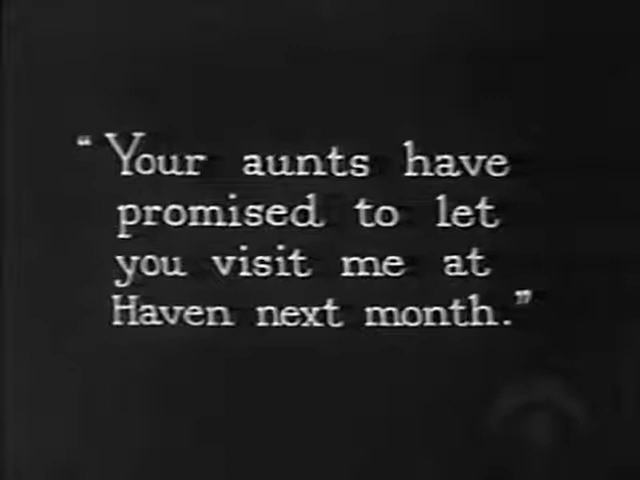 “Your aunts have
promised to let
you visit me at
Haven next month.”